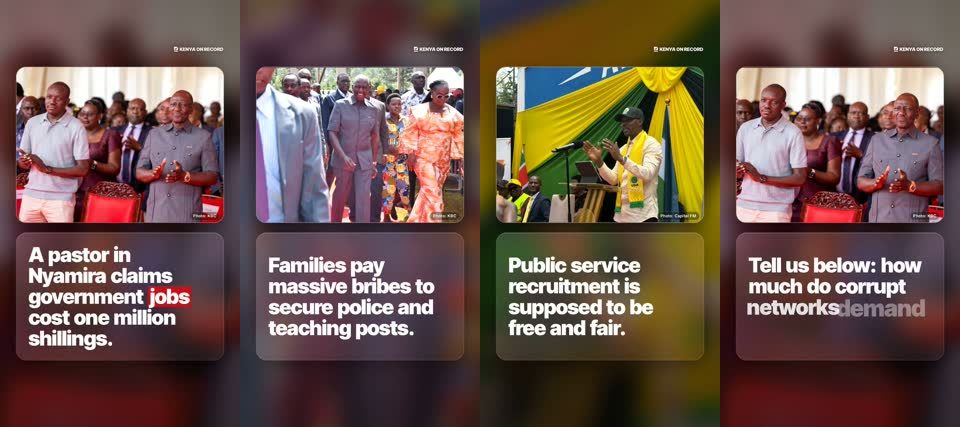 KENYA ON RECORD
Photo: KBC
A pastor in
Nyamira claims
government jobs
cost one million
shillings.
KENYA ON RECORD
Photo: KBC
Families pay
massive bribes to
secure police and
teaching posts.
KENYA ON RECORD
Photo: Capital FM
Public service
recruitment is
supposed to be
free and fair.
KENYA ON RECORD
Photo: KBC
Tell us below: how
much do corrupt
networks demand